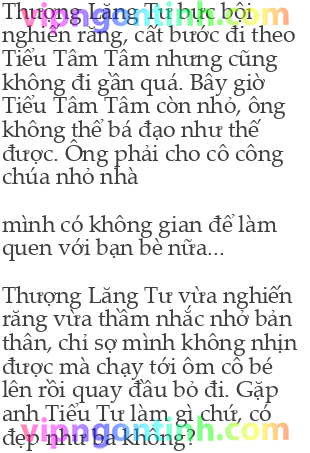 Thượng Lăng Tư bực bội
vipngontinh.com
nghiến răng, cất bước đi theo
Tiểu Tâm Tâm nhưng cũng
không đi gần quá. Bây giờ
Tiểu Tâm Tâm còn nhỏ, ông
không thể bá đạo như thế
được. Ông phải cho cô công
chúa nhỏ nhà
mình có không gian để làm
quen với bạn bè nữa...
Thượng Lăng Tư vừa nghiến
răng vừa thầm nhắc nhở bản
thân, chỉ sợ mình không nhịn
được mà chạy tới ôm cô bé
lên rồi quay đầu bỏ đi. Gặp
anh Tiểu Tư làm gì chứ, có
vipngontinh.com
đẹp như ba không?